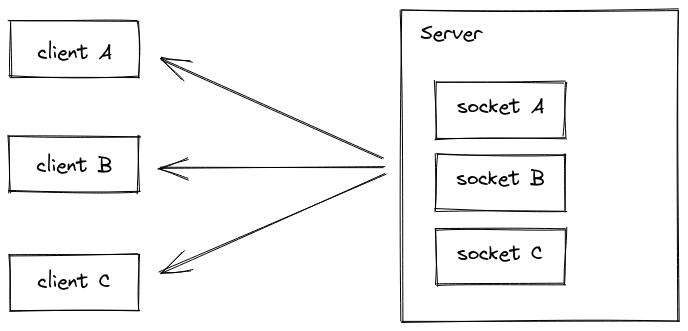 client A
client B
client C
Server
socket A
socket B
socket C